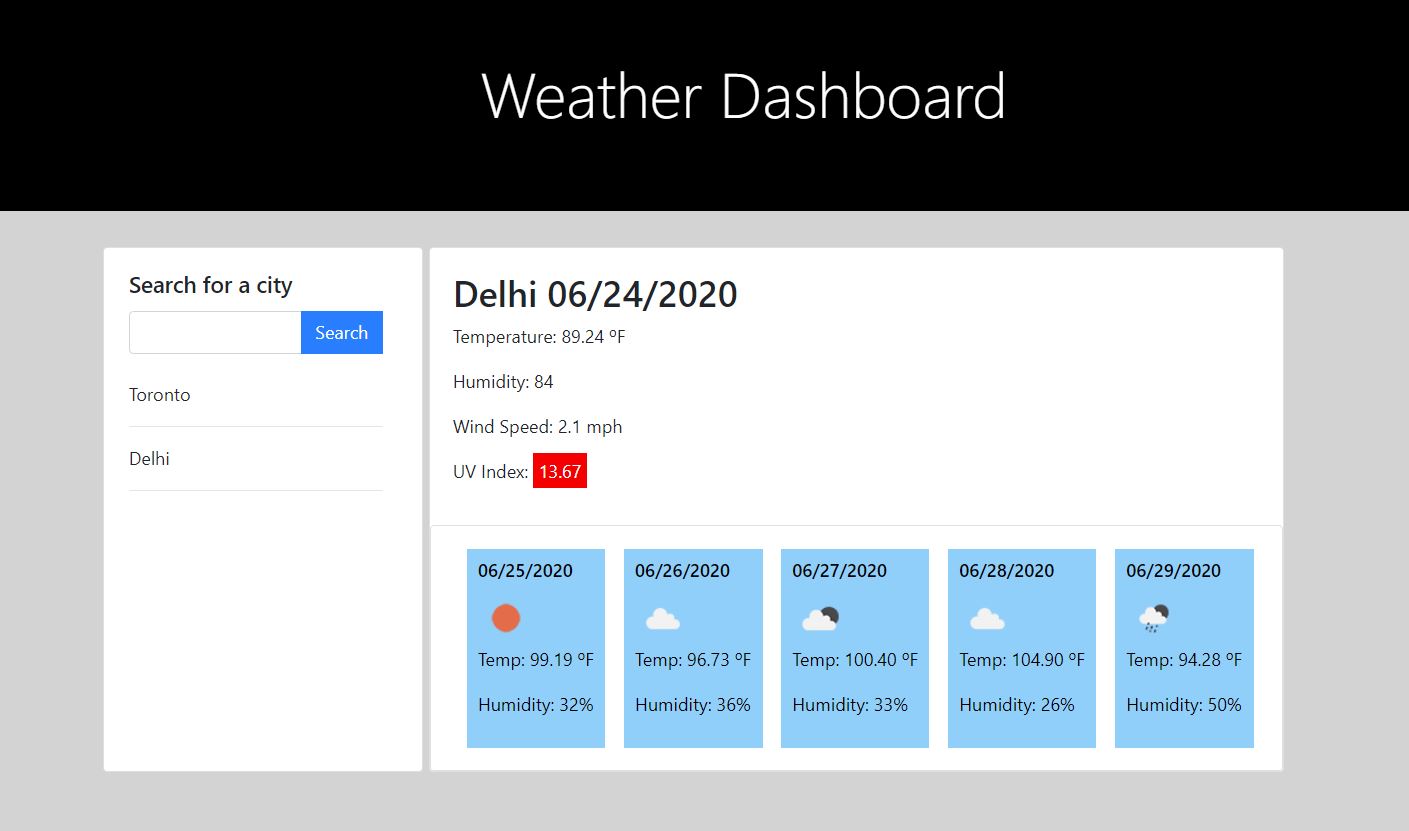 Weather Dashboard
Search for a city
Search
Toronto
Delhi
Delhi 06/24/2020
Temperature: 89.24 ºF
Humidity: 84
Wind Speed: 2.1 mph
UV Index: 13.67
06/25/2020
Temp: 99.19 ºF
Humidity: 32%
06/26/2020
Temp: 96.73 ºF
Humidity: 36%
06/27/2020
Temp: 100.40 ºF
Humidity: 33%
06/28/2020
Temp: 104.90 ºF
Humidity: 26%
06/29/2020
Temp: 94.28 ºF
Humidity: 50%